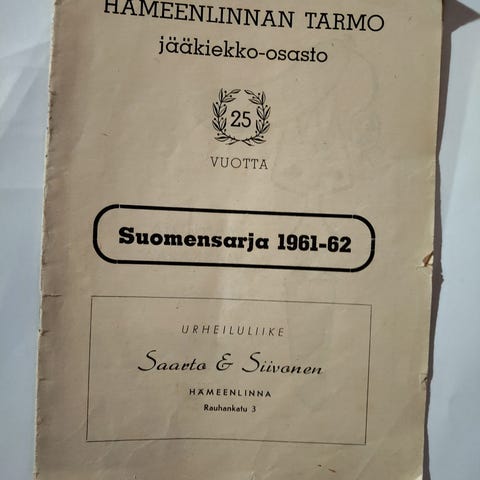 HÄMEENLINNAN TARMO
jääkiekko-osasto
25
VUOTTA
Suomensarja 1961-62
URHEILULIIKE
Saarto & Siivonen
HÄMEENLINNA
Rauhankatu 3